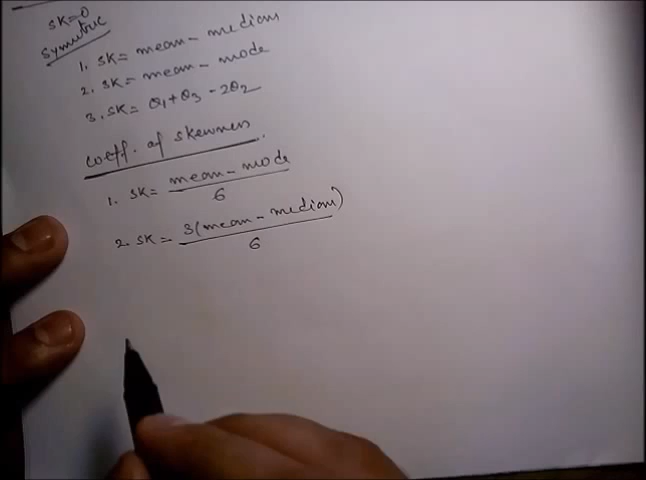 SK=0
symetric
1. SK= mean - median
2. SK= mean - mode
3. SK= Q1+Q3 - 2Q2
coeff. of skewness.
1. SK= mean - mode / 6
2. SK = 3(mean - median) / 6